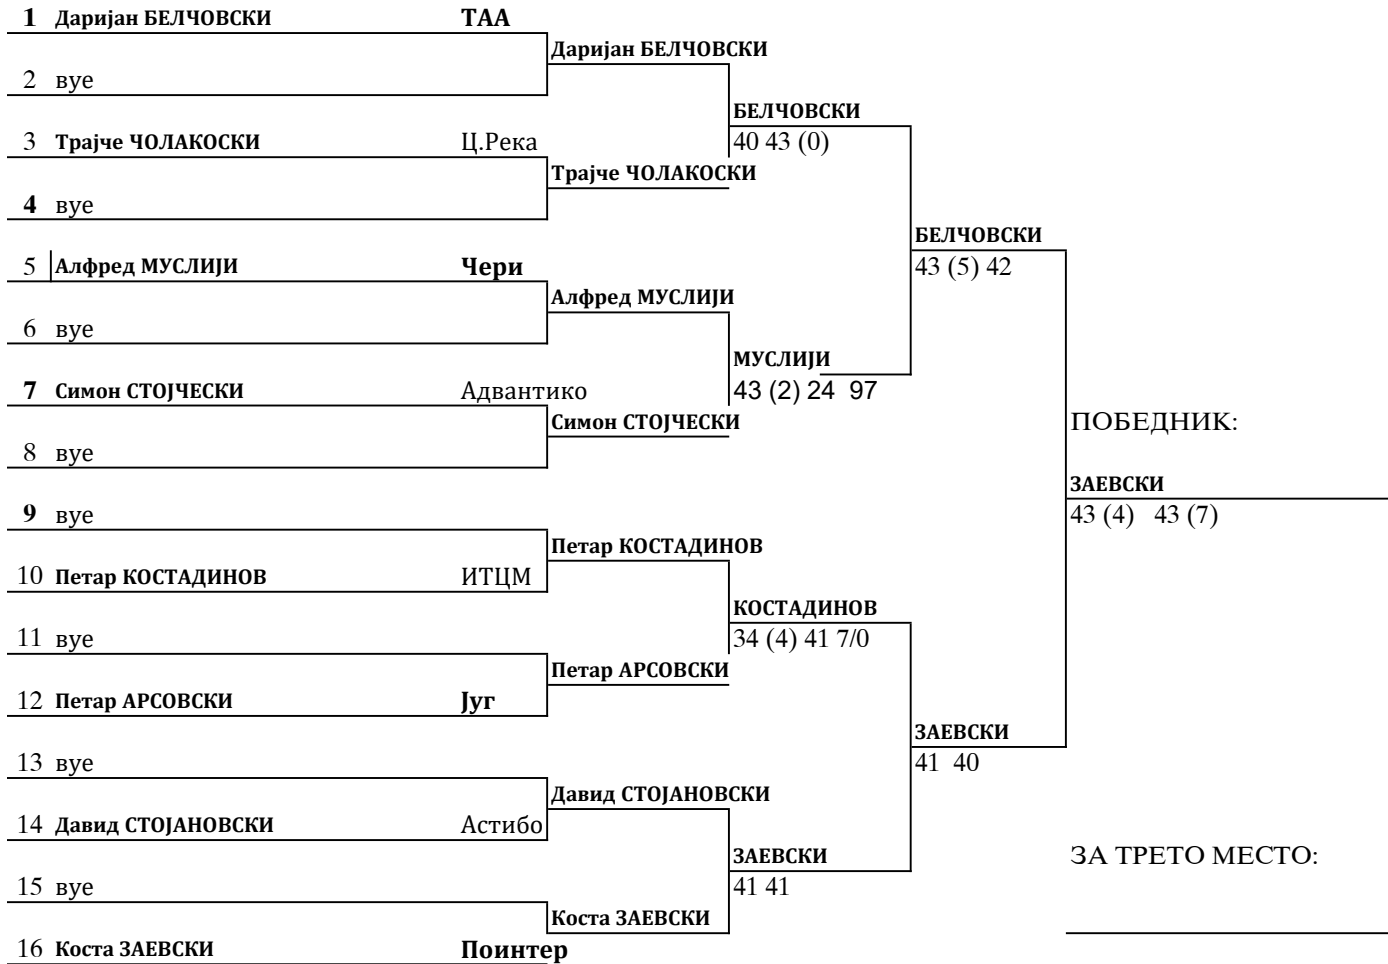 1 Даријан БЕЛЧОВСКИ ТАА
Даријан БЕЛЧОВСКИ
2 вуе
БЕЛЧОВСКИ
3 Трајче ЧОЛАКОСКИ Ц.Река
40 43 (0)
Трајче ЧОЛАКОСКИ
4 вуе
БЕЛЧОВСКИ
5 Алфред МУСЛИЈИ Чери
43 (5) 42
Алфред МУСЛИЈИ
6 вуе
МУСЛИЈИ
7 Симон СТОЈЧЕСКИ Адвантико
43 (2) 24 97
Симон СТОЈЧЕСКИ
ПОБЕДНИК:
8 вуе
ЗАЕВСКИ
9 вуе
43 (4) 43 (7)
Петар КОСТАДИНОВ
10 Петар КОСТАДИНОВ ИТЦМ
КОСТАДИНОВ
11 вуе
34 (4) 41 7/0
Петар АРСОВСКИ
12 Петар АРСОВСКИ Југ
ЗАЕВСКИ
13 вуе
41 40
Давид СТОЈАНОВСКИ
14 Давид СТОЈАНОВСКИ Астибо
ЗАЕВСКИ
ЗА ТРЕТО МЕСТО:
15 вуе
41 41
Коста ЗАЕВСКИ
16 Коста ЗАЕВСКИ Поинтер